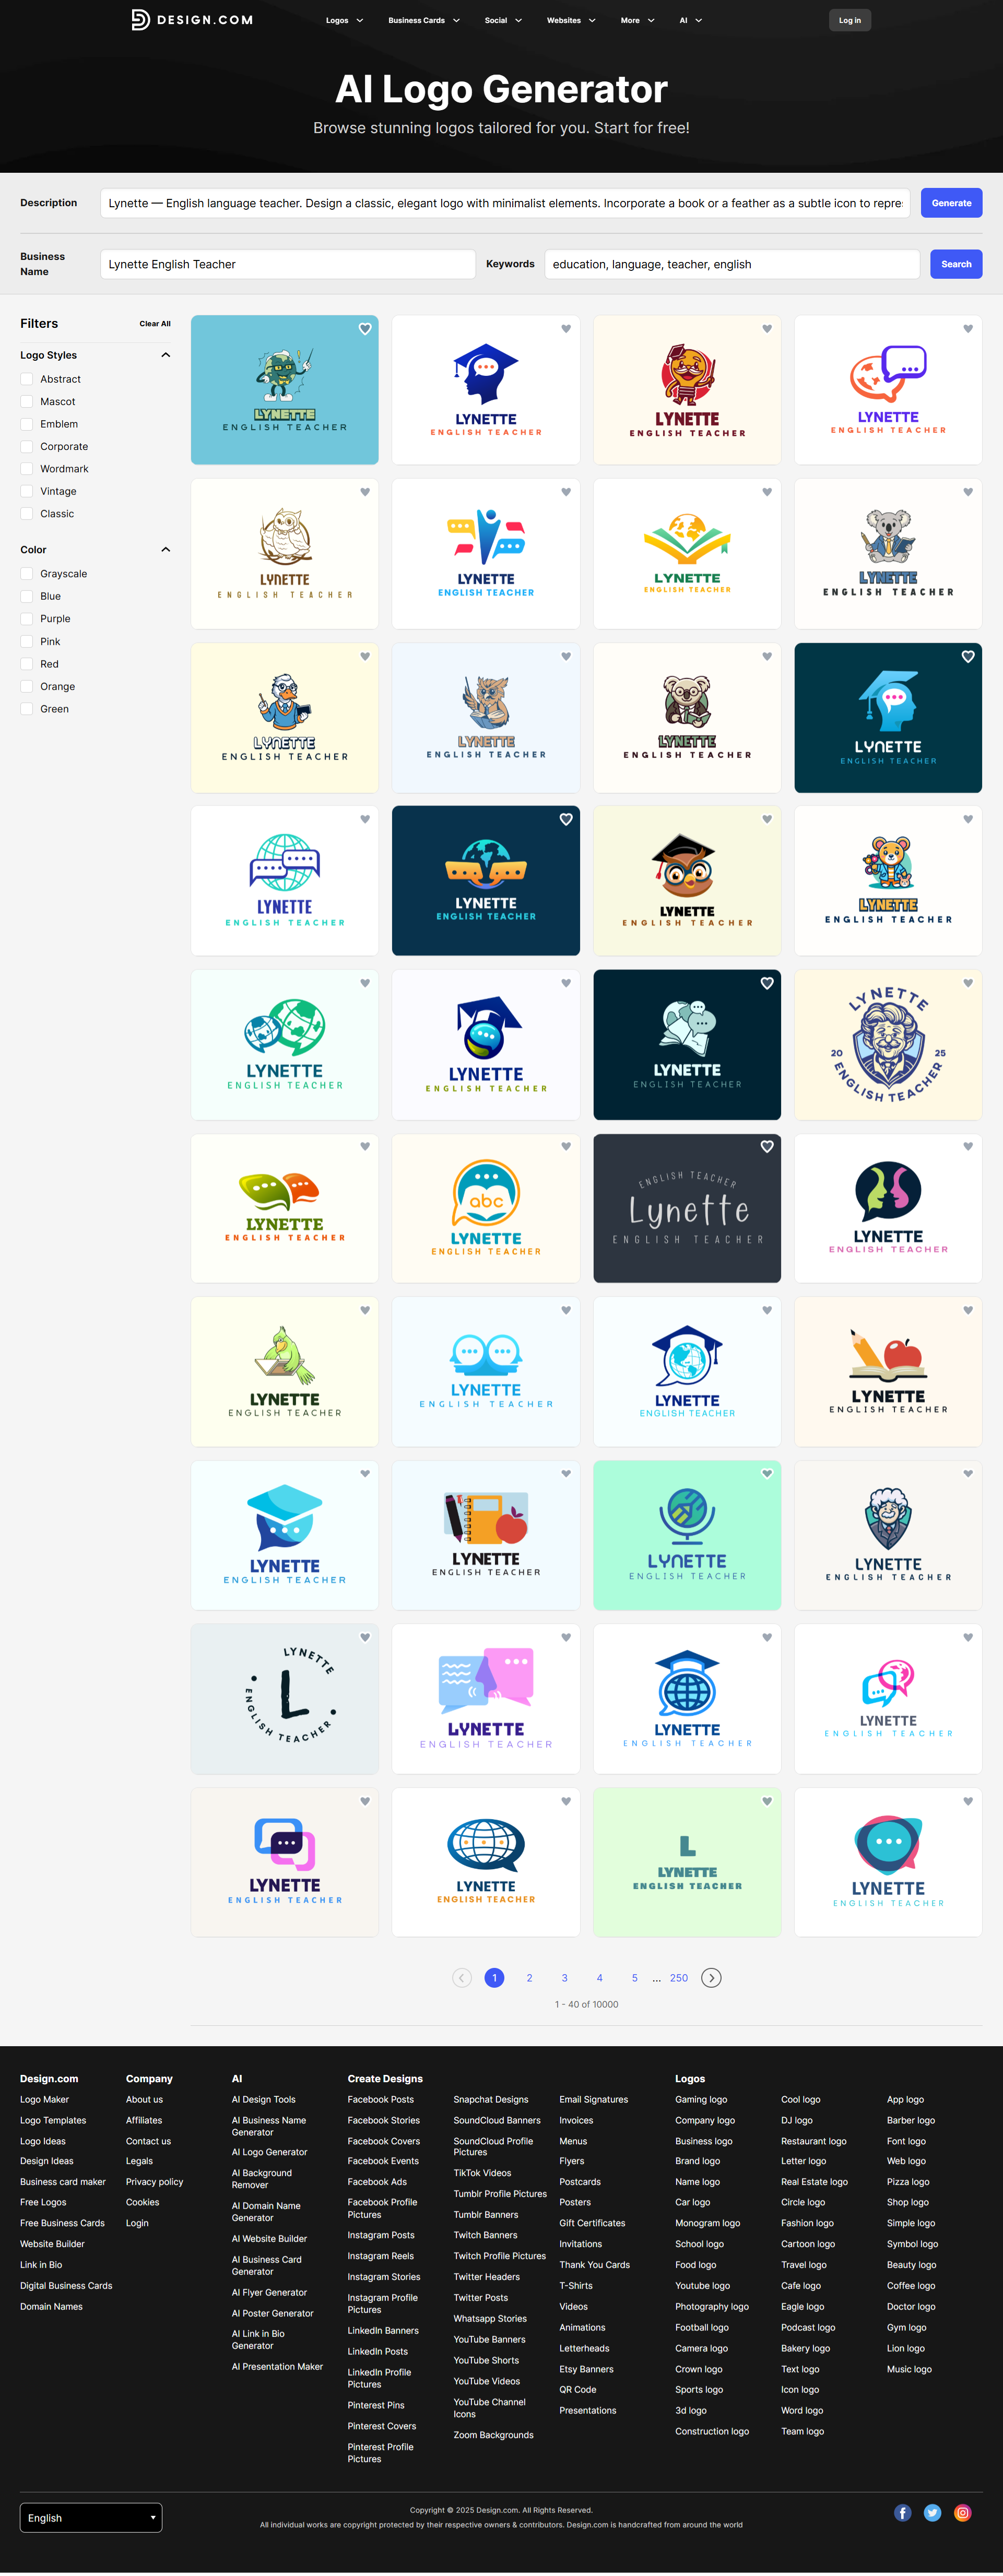 DESIGN.COM
Logos
Business Cards
Social
Websites
More
AI
Log in
AI Logo Generator
Browse stunning logos tailored for you. Start for free!
Description
Lynette — English language teacher. Design a classic, elegant logo with minimalist elements. Incorporate a book or a feather as a subtle icon to repre
Generate
Business
Name
Lynette English Teacher
Keywords
education, language, teacher, english
Search
Filters
Clear All
Logo Styles
Abstract
Mascot
Emblem
Corporate
Wordmark
Vintage
Classic
Color
Grayscale
Blue
Purple
Pink
Red
Orange
Green
LYNETTE
ENGLISH TEACHER
LYNETTE
ENGLISH TEACHER
LYNETTE
ENGLISH TEACHER
LYNETTE
ENGLISH TEACHER
LYNETTE
ENGLISH TEACHER
LYNETTE
ENGLISH TEACHER
LYNETTE
ENGLISH TEACHER
LYNETTE
ENGLISH TEACHER
LYNETTE
ENGLISH TEACHER
LYNETTE
ENGLISH TEACHER
LYNETTE
ENGLISH TEACHER
LYNETTE
ENGLISH TEACHER
LYNETTE
ENGLISH TEACHER
LYNETTE
ENGLISH TEACHER
LYNETTE
ENGLISH TEACHER
LYNETTE
ENGLISH TEACHER
LYNETTE
ENGLISH TEACHER
LYNETTE
ENGLISH TEACHER
LYNETTE
ENGLISH TEACHER
LYNETTE
20 25
ENGLISH TEACHER
LYNETTE
ENGLISH TEACHER
abc
LYNETTE
ENGLISH TEACHER
ENGLISH TEACHER
Lynette
ENGLISH TEACHER
LYNETTE
ENGLISH TEACHER
LYNETTE
ENGLISH TEACHER
LYNETTE
ENGLISH TEACHER
LYNETTE
ENGLISH TEACHER
LYNETTE
ENGLISH TEACHER
LYNETTE
ENGLISH TEACHER
LYNETTE
ENGLISH TEACHER
LYNETTE
ENGLISH TEACHER
LYNETTE
ENGLISH TEACHER
LYNETTE
L
ENGLISH TEACHER
LYNETTE
ENGLISH TEACHER
LYNETTE
ENGLISH TEACHER
LYNETTE
ENGLISH TEACHER
LYNETTE
ENGLISH TEACHER
LYNETTE
ENGLISH TEACHER
L
LYNETTE
ENGLISH TEACHER
LYNETTE
ENGLISH TEACHER
1 2 3 4 5 ... 250
1 - 40 of 10000
Design.com
Logo Maker
Logo Templates
Logo Ideas
Design Ideas
Business card maker
Free Logos
Free Business Cards
Website Builder
Link in Bio
Digital Business Cards
Domain Names
Company
About us
Affiliates
Contact us
Legals
Privacy policy
Cookies
Login
AI
AI Design Tools
AI Business Name
Generator
AI Logo Generator
AI Background
Remover
AI Domain Name
Generator
AI Website Builder
AI Business Card
Generator
AI Flyer Generator
AI Poster Generator
AI Link in Bio
Generator
AI Presentation Maker
Create Designs
Facebook Posts
Facebook Stories
Facebook Covers
Facebook Events
Facebook Ads
Facebook Profile
Pictures
Instagram Posts
Instagram Reels
Instagram Stories
Instagram Profile
Pictures
LinkedIn Banners
LinkedIn Posts
LinkedIn Profile
Pictures
Pinterest Pins
Pinterest Covers
Pinterest Profile
Pictures
Snapchat Designs
SoundCloud Banners
SoundCloud Profile
Pictures
TikTok Videos
Tumblr Profile Pictures
Tumblr Banners
Twitch Banners
Twitch Profile Pictures
Twitter Headers
Twitter Posts
Whatsapp Stories
YouTube Banners
YouTube Shorts
YouTube Videos
YouTube Channel
Icons
Zoom Backgrounds
Email Signatures
Invoices
Menus
Flyers
Postcards
Posters
Gift Certificates
Invitations
Thank You Cards
T-Shirts
Videos
Animations
Letterheads
Etsy Banners
QR Code
Presentations
Logos
Gaming logo
Company logo
Business logo
Brand logo
Name logo
Car logo
Monogram logo
School logo
Food logo
Youtube logo
Photography logo
Football logo
Camera logo
Crown logo
Sports logo
3d logo
Construction logo
Cool logo
DJ logo
Restaurant logo
Letter logo
Real Estate logo
Circle logo
Fashion logo
Cartoon logo
Travel logo
Cafe logo
Eagle logo
Podcast logo
Bakery logo
Text logo
Icon logo
Word logo
Team logo
App logo
Barber logo
Font logo
Web logo
Pizza logo
Shop logo
Simple logo
Symbol logo
Beauty logo
Coffee logo
Doctor logo
Gym logo
Lion logo
Music logo
English
Copyright © 2025 Design.com. All Rights Reserved.
All individual works are copyright protected by their respective owners & contributors. Design.com is handcrafted from around the world